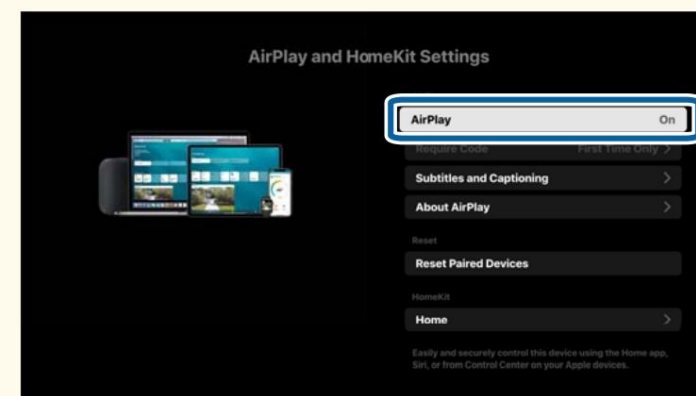 AirPlay and HomeKit Settings
AirPlay On
Require Code First Time Only >
Subtitles and Captioning >
About AirPlay >
Reset
Reset Paired Devices
HomeKit
Home >
Easily and securely control this device using the Home app,
Siri, or from Control Center on your Apple devices.